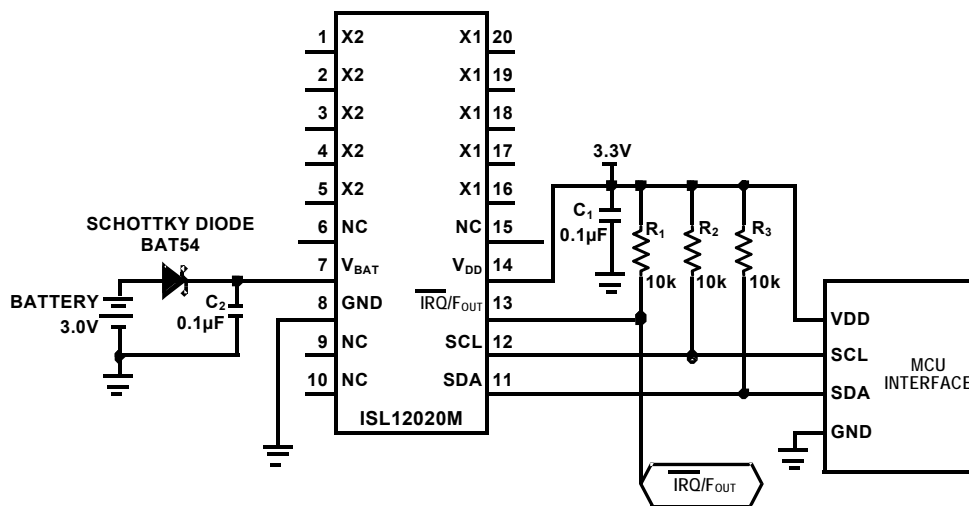 1 X2 X1 20
2 X2 X1 19
3 X2 X1 18
4 X2 X1 17
5 X2 X1 16
6 NC NC 15
7 VBAT VDD 14
8 GND IRQ/FOUT 13
9 NC SCL 12
10 NC SDA 11
ISL12020M
SCHOTTKY DIODE
BAT54
BATTERY
3.0V
C2
0.1µF
3.3V
C1
0.1µF
R1
10k
R2
10k
R3
10k
VDD
SCL
SDA
GND
MCU
INTERFACE
IRQ/FOUT